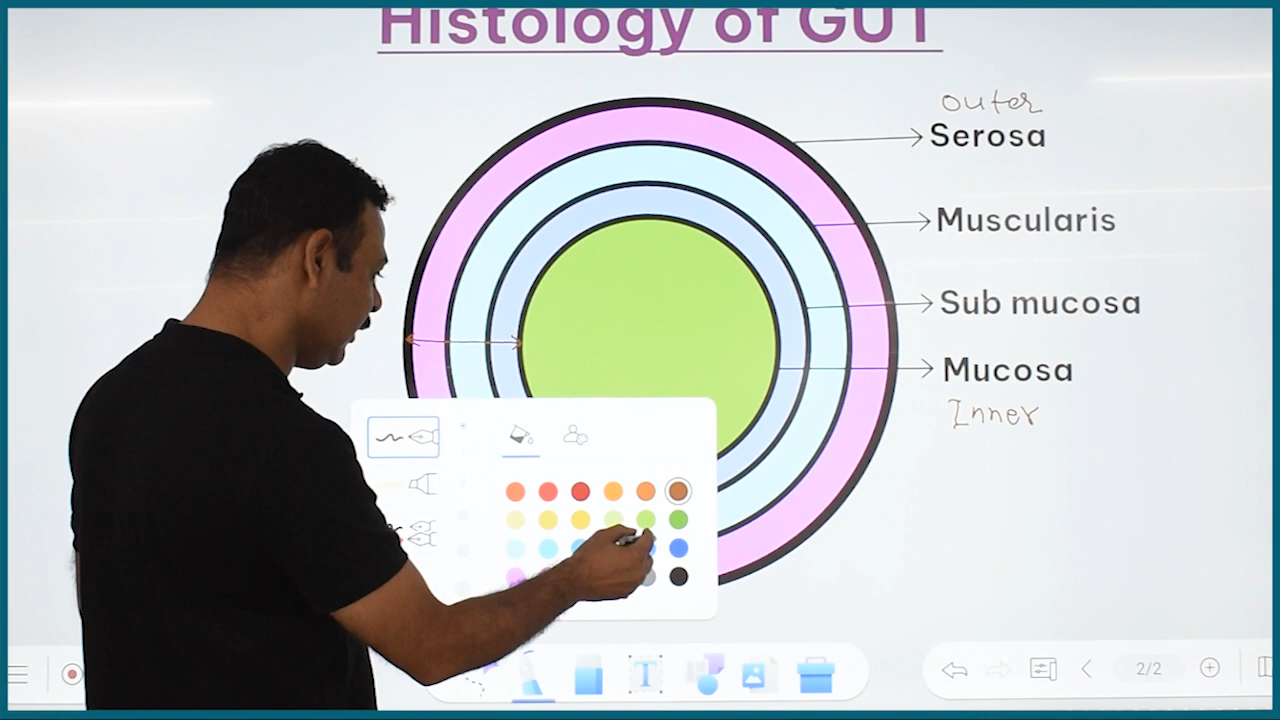 Histology of GUT
outer
Serosa
Muscularis
Sub mucosa
Mucosa
Inner
T
2/2